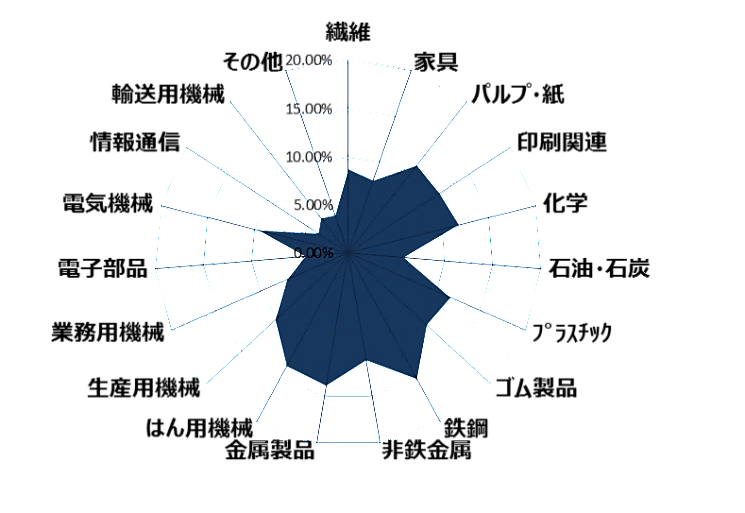 繊維
その他
20.00%
家具
輸送用機械
パルプ・紙
15.00%
情報通信
印刷関連
10.00%
電気機械
5.00%
化学
電子部品
0.00%
石油・石炭
業務用機械
ﾌﾟﾗｽﾁｯｸ
生産用機械
ゴム製品
はん用機械
鉄鋼
金属製品
非鉄金属